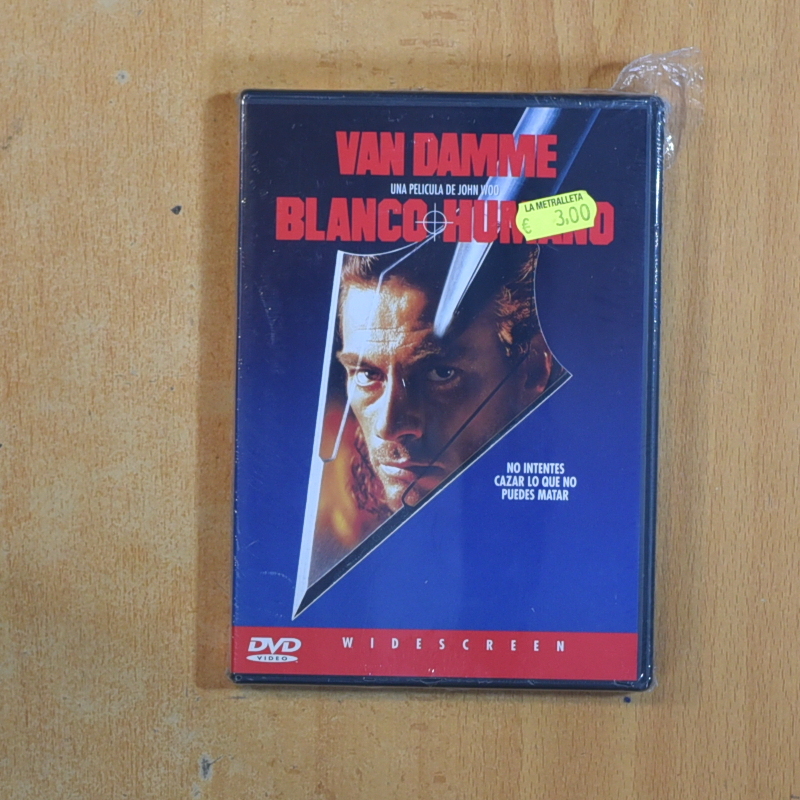 VAN DAMME
UNA PELICULA DE JOHN WOO
LA METRALLETA
€ 3.00
BLANCO HUMANO
NO INTENTES
CAZAR LO QUE NO
PUEDES MATAR
DVD
VIDEO
WIDESCREEN